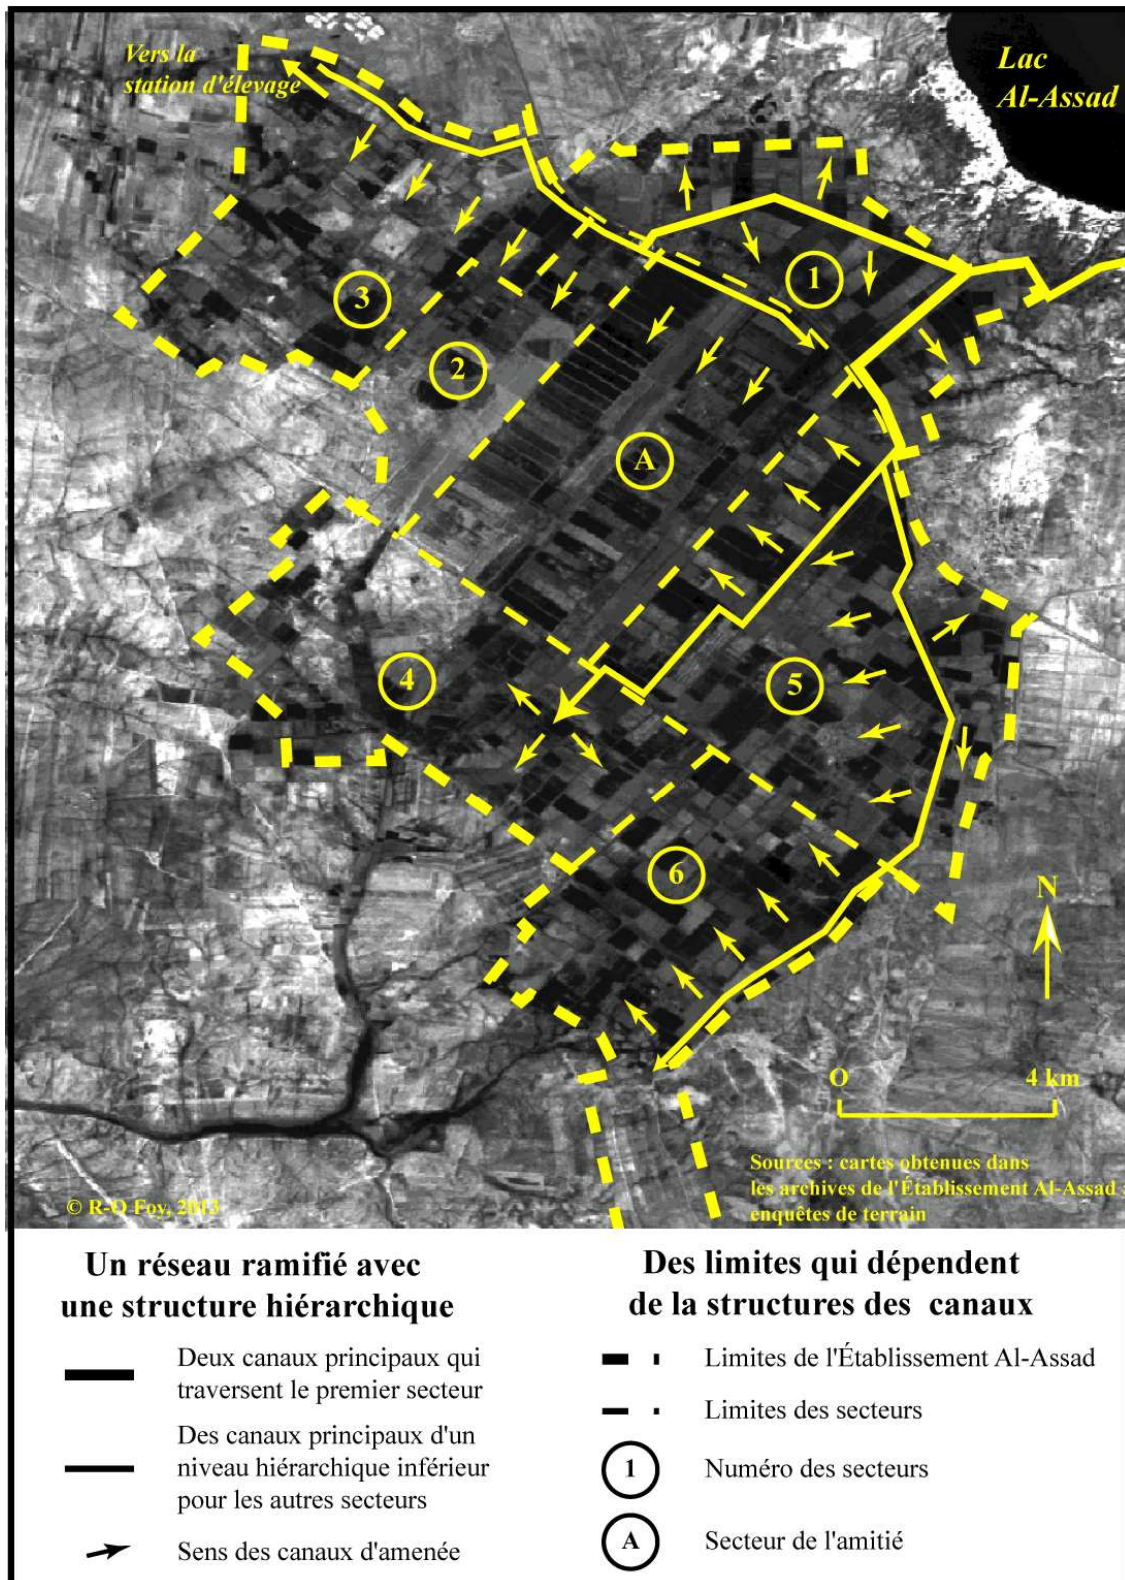 Vers la
station d'élevage
Lac
Al-Assad
1
3
2
A
4
5
6
N
O 4 km
Sources : cartes obtenues dans
les archives de l'Établissement Al-Assad ;
enquêtes de terrain
© R-O Foy, 2013
Un réseau ramifié avec
une structure hiérarchique
Deux canaux principaux qui
traversent le premier secteur
Des canaux principaux d'un
niveau hiérarchique inférieur
pour les autres secteurs
Sens des canaux d'amenée
Des limites qui dépendent
de la structures des canaux
Limites de l'Établissement Al-Assad
Limites des secteurs
1 Numéro des secteurs
A Secteur de l'amitié